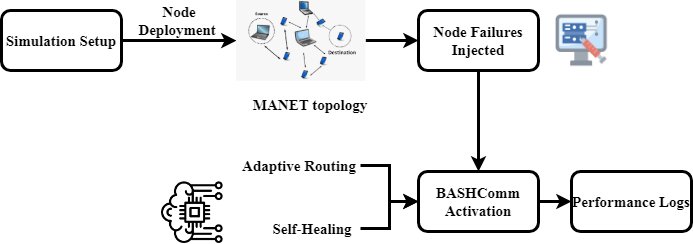 Node
Deployment
Simulation Setup
Source
Destination
MANET topology
Node Failures
Injected
Adaptive Routing
Self-Healing
BASHComm
Activation
Performance Logs